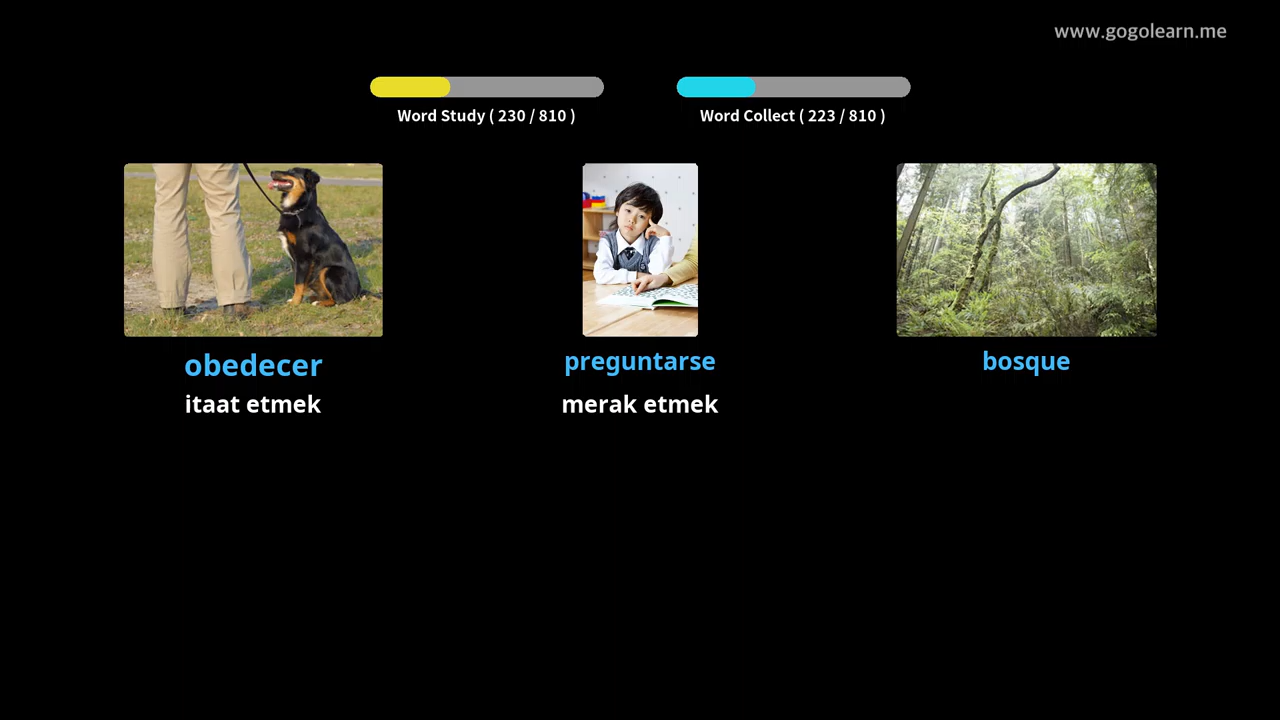 www.gogolearn.me
Word Study ( 230 / 810 )
Word Collect ( 223 / 810 )
obedecer
itaat etmek
preguntarse
merak etmek
bosque